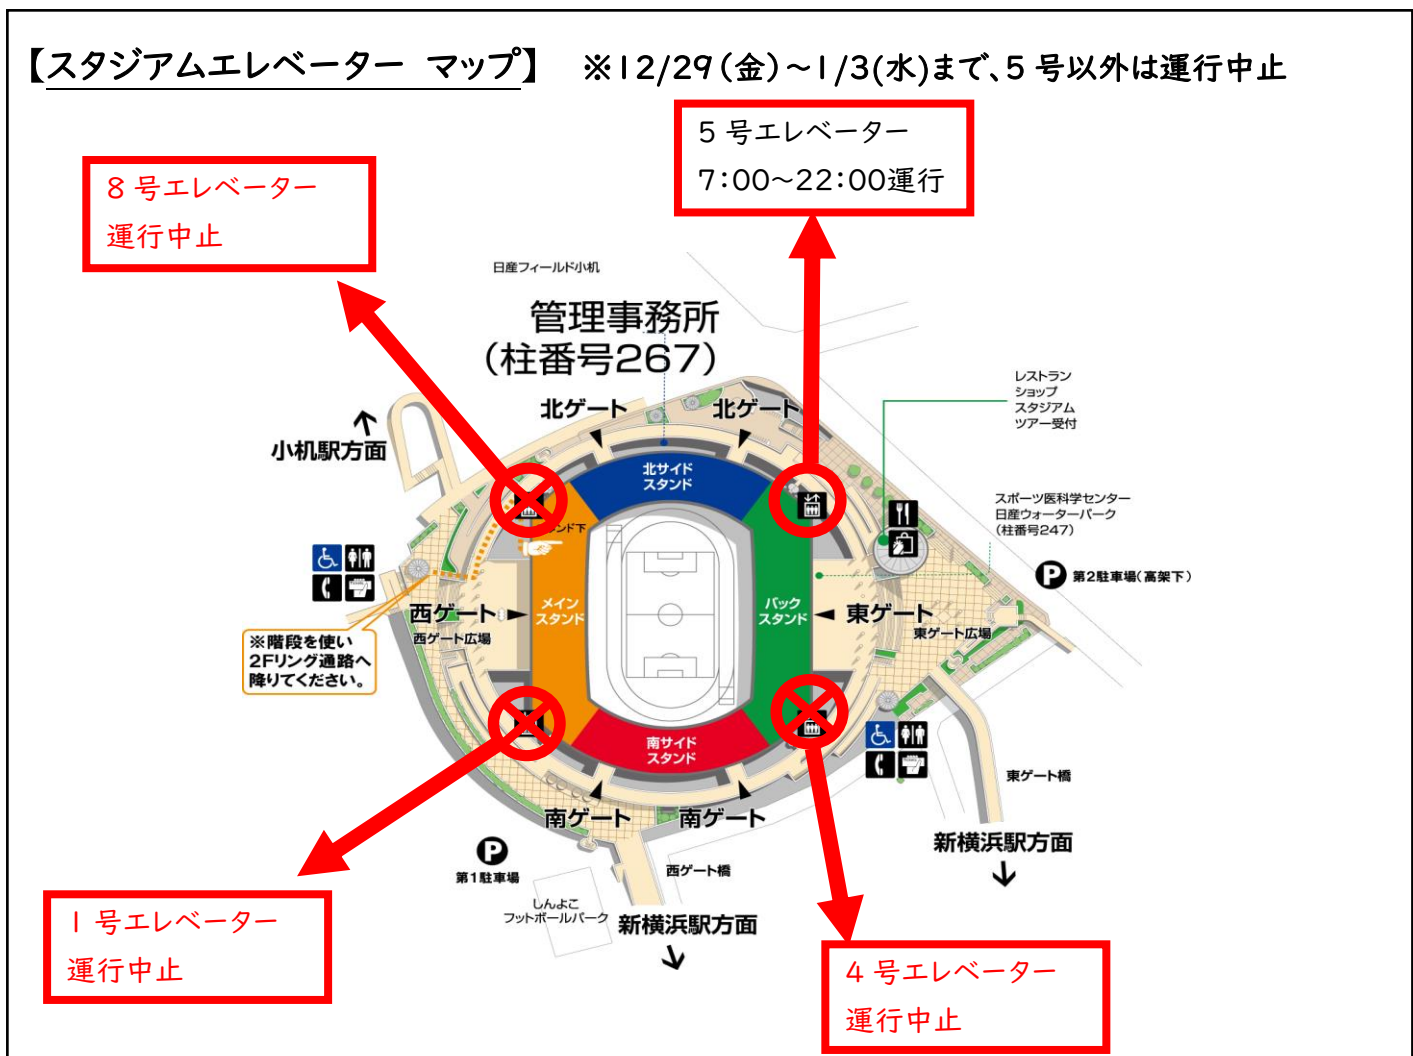 【スタジアムエレベーター マップ】 ※12/29(金)~1/3(水)まで、5号以外は運行中止
5号エレベーター
7:00~22:00運行
8号エレベーター
運行中止
日産フィールド小机
管理事務所
(柱番号267)
北ゲート
北ゲート
小机駅方面
レストラン
ショップ
スタジアム
ツアー受付
北サイド
スタンド
スポーツ医科学センター
日産ウォーターパーク
(柱番号247)
ンド下
P 第2駐車場(高架下)
メイン
スタンド
バック
スタンド
西ゲート
西ゲート広場
東ゲート
東ゲート広場
※階段を使い
2Fリング通路へ
降りてください。
南サイド
スタンド
東ゲート橋
南ゲート
南ゲート
新横浜駅方面
P
第1駐車場
西ゲート橋
しんよこ
フットボールパーク
新横浜駅方面
1号エレベーター
運行中止
4号エレベーター
運行中止